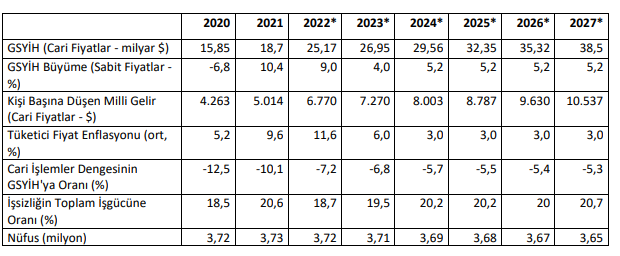 2020 2021 2022* 2023* 2024* 2025* 2026* 2027*
GSYİH (Cari Fiyatlar - milyar $) 15,85 18,7 25,17 26,95 29,56 32,35 35,32 38,5
GSYİH Büyüme (Sabit Fiyatlar - -6,8 10,4 9,0 4,0 5,2 5,2 5,2 5,2
%)
Kişi Başına Düşen Milli Gelir 4.263 5.014 6.770 7.270 8.003 8.787 9.630 10.537
(Cari Fiyatlar - $)
Tüketici Fiyat Enflasyonu (ort, 5,2 9,6 11,6 6,0 3,0 3,0 3,0 3,0
%)
Cari İşlemler Dengesinin -12,5 -10,1 -7,2 -6,8 -5,7 -5,5 -5,4 -5,3
GSYİH'ya Oranı (%)
İşsizliğin Toplam İşgücüne 18,5 20,6 18,7 19,5 20,2 20,2 20 20,7
Oranı (%)
Nüfus (milyon) 3,72 3,73 3,72 3,71 3,69 3,68 3,67 3,65